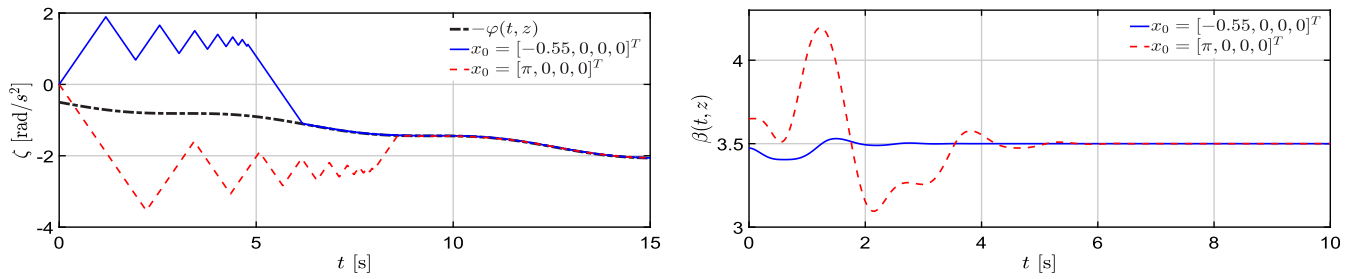 2
0
-2
-4
ζ [rad/s²]
−φ(t, z)
x₀ = [−0.55, 0, 0, 0]ᵀ
x₀ = [π, 0, 0, 0]ᵀ
0
5
10
15
t [s]
4
3.5
3
β(t, z)
x₀ = [−0.55, 0, 0, 0]ᵀ
x₀ = [π, 0, 0, 0]ᵀ
0
2
4
6
8
10
t [s]